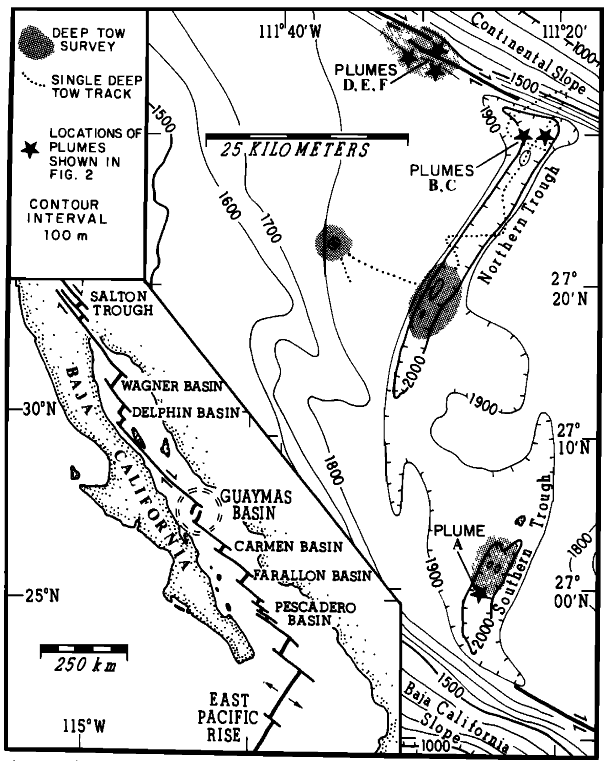 DEEP TOW
SURVEY
SINGLE DEEP
TOW TRACK
LOCATIONS OF
PLUMES
SHOWN IN
FIG. 2
CONTOUR
INTERVAL
100 m
111°40'W
111°20'
Continental Slope
1000
1500
PLUMES
D, E, F
1500
1900
25 KILOMETERS
PLUMES
B, C
1600
1700
Northern Trough
27°
20'N
2000
1900
27°
10'N
1800
PLUME
A
Southern Trough
1900
1800
27°
00'N
2000
1500
Baja California
Slope
1000
SALTON
TROUGH
WAGNER BASIN
30°N
DELPHIN BASIN
BAJA
CALIFORNIA
GUAYMAS
BASIN
CARMEN BASIN
FARALLON BASIN
25°N
PESCADERO
BASIN
250 km
EAST
PACIFIC
RISE
115°W